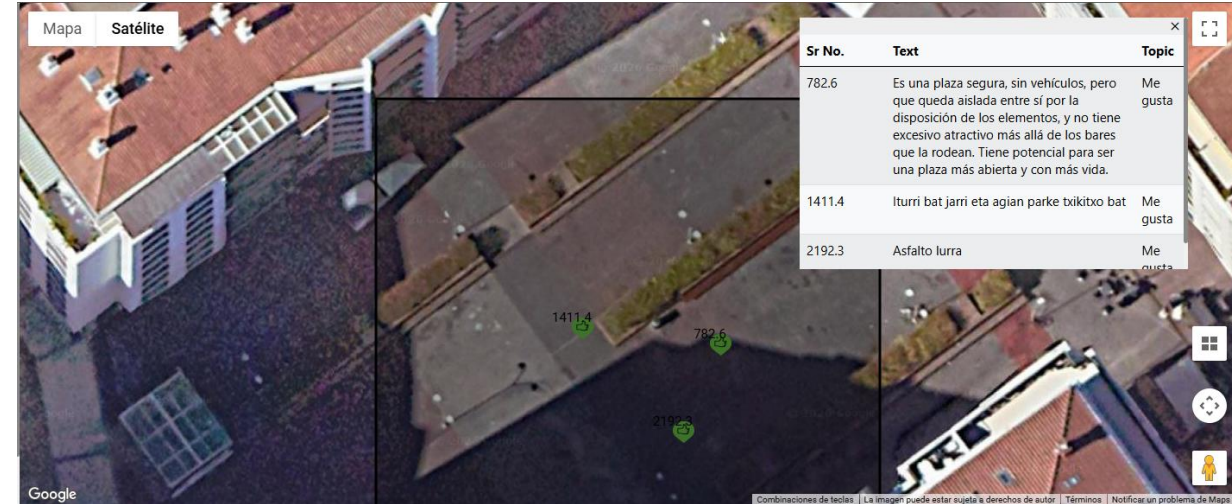 Mapa Satélite
×
Sr No. Text Topic
782.6 Es una plaza segura, sin vehículos, pero Me
que queda aislada entre sí por la gusta
disposición de los elementos, y no tiene
excesivo atractivo más allá de los bares
que la rodean. Tiene potencial para ser
una plaza más abierta y con más vida.
1411.4 Iturri bat jarri eta agian parke txikitxo bat Me
gusta
2192.3 Asfalto lurra Me
gusta
1411.4
782.6
2192.3
Google
Combinaciones de teclas La imagen puede estar sujeta a derechos de autor Términos Notificar un problema de Maps